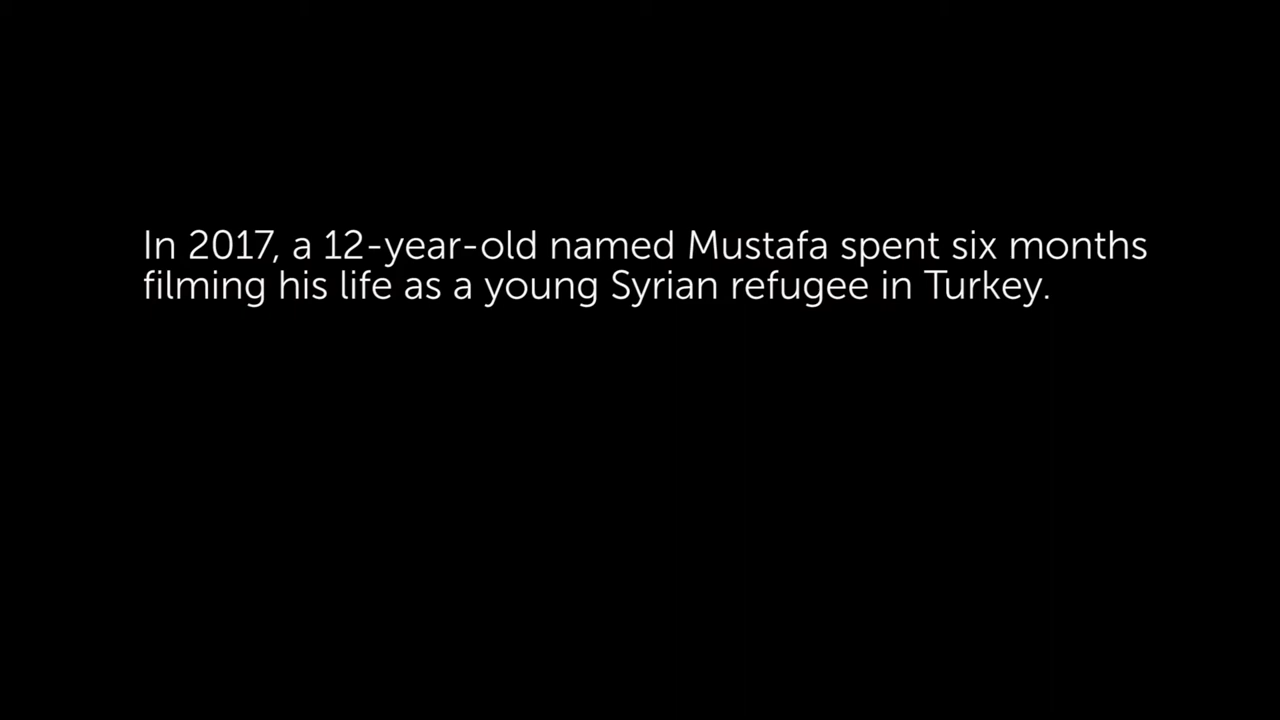 In 2017, a 12-year-old named Mustafa spent six months
filming his life as a young Syrian refugee in Turkey.